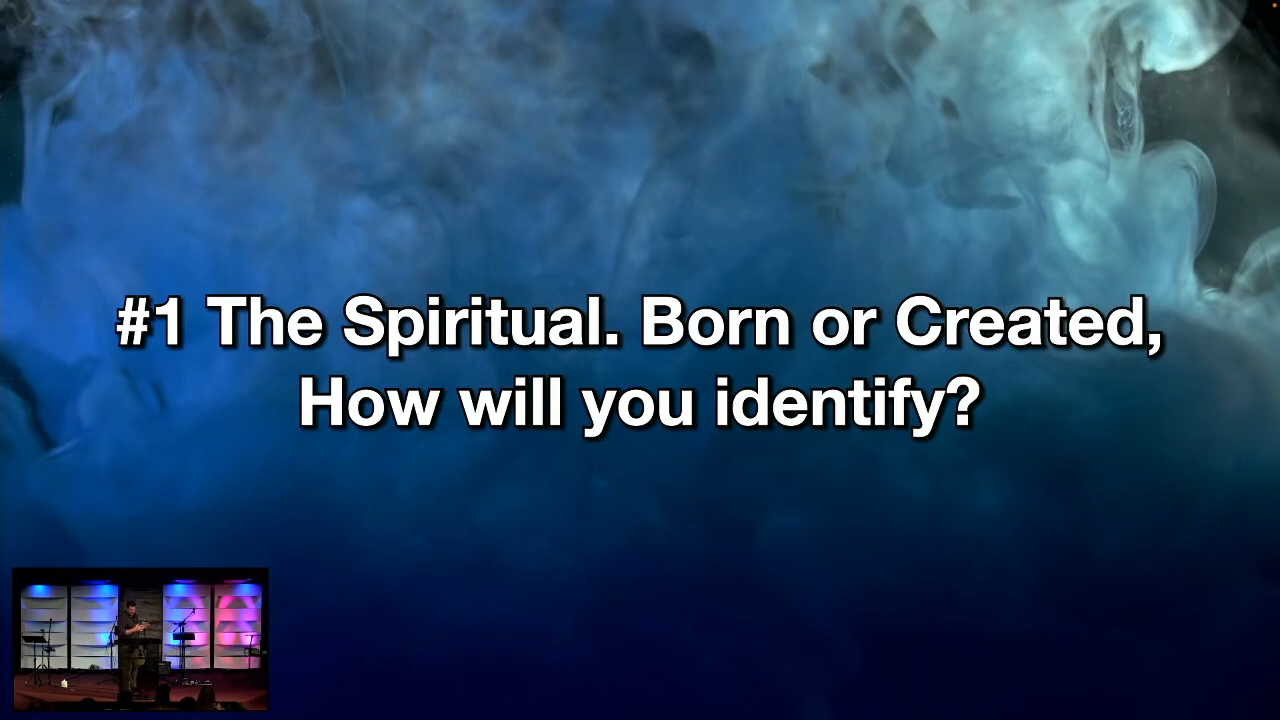 #1 The Spiritual. Born or Created,
How will you identify?